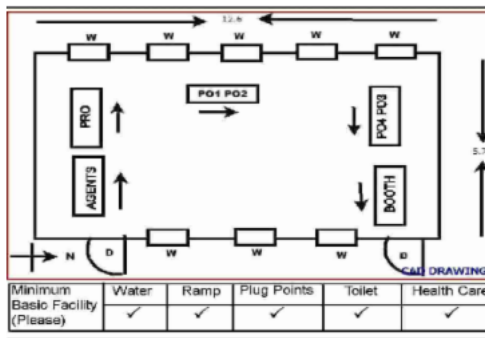 12.6
W W W W W
PO1 PO2
PRO
PO4 PO3
AGENTS
BOOTH
5.7
N D W W W D
CAD DRAWING
Minimum Basic Facility (Please) Water Ramp Plug Points Toilet Health Care
✓ ✓ ✓ ✓ ✓